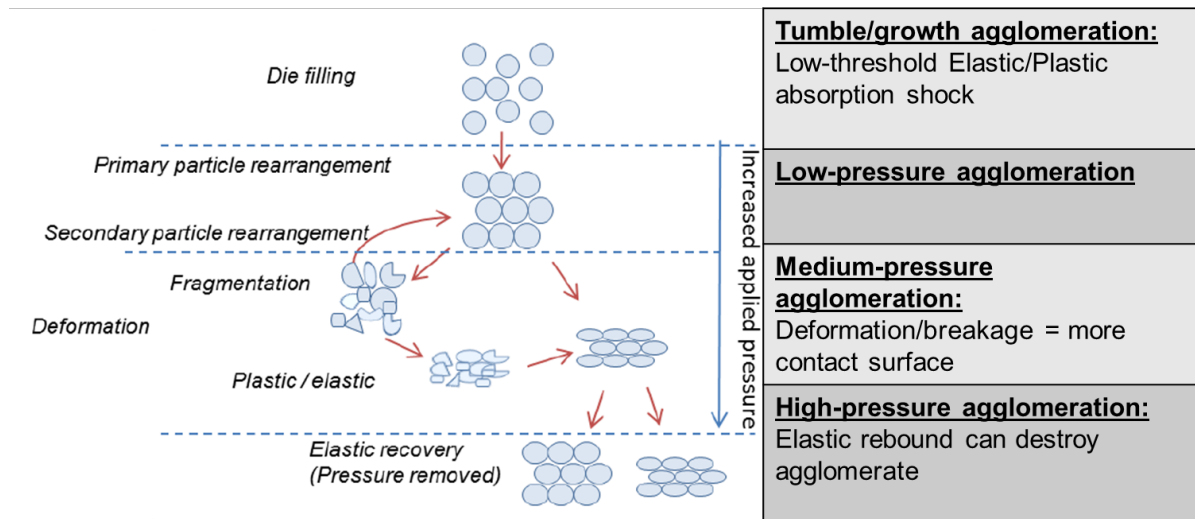 Die filling
Primary particle rearrangement
Secondary particle rearrangement
Fragmentation
Deformation
Plastic / elastic
Elastic recovery
(Pressure removed)
Increased applied pressure
Tumble/growth agglomeration:
Low-threshold Elastic/Plastic
absorption shock
Low-pressure agglomeration
Medium-pressure
agglomeration:
Deformation/breakage = more
contact surface
High-pressure agglomeration:
Elastic rebound can destroy
agglomerate